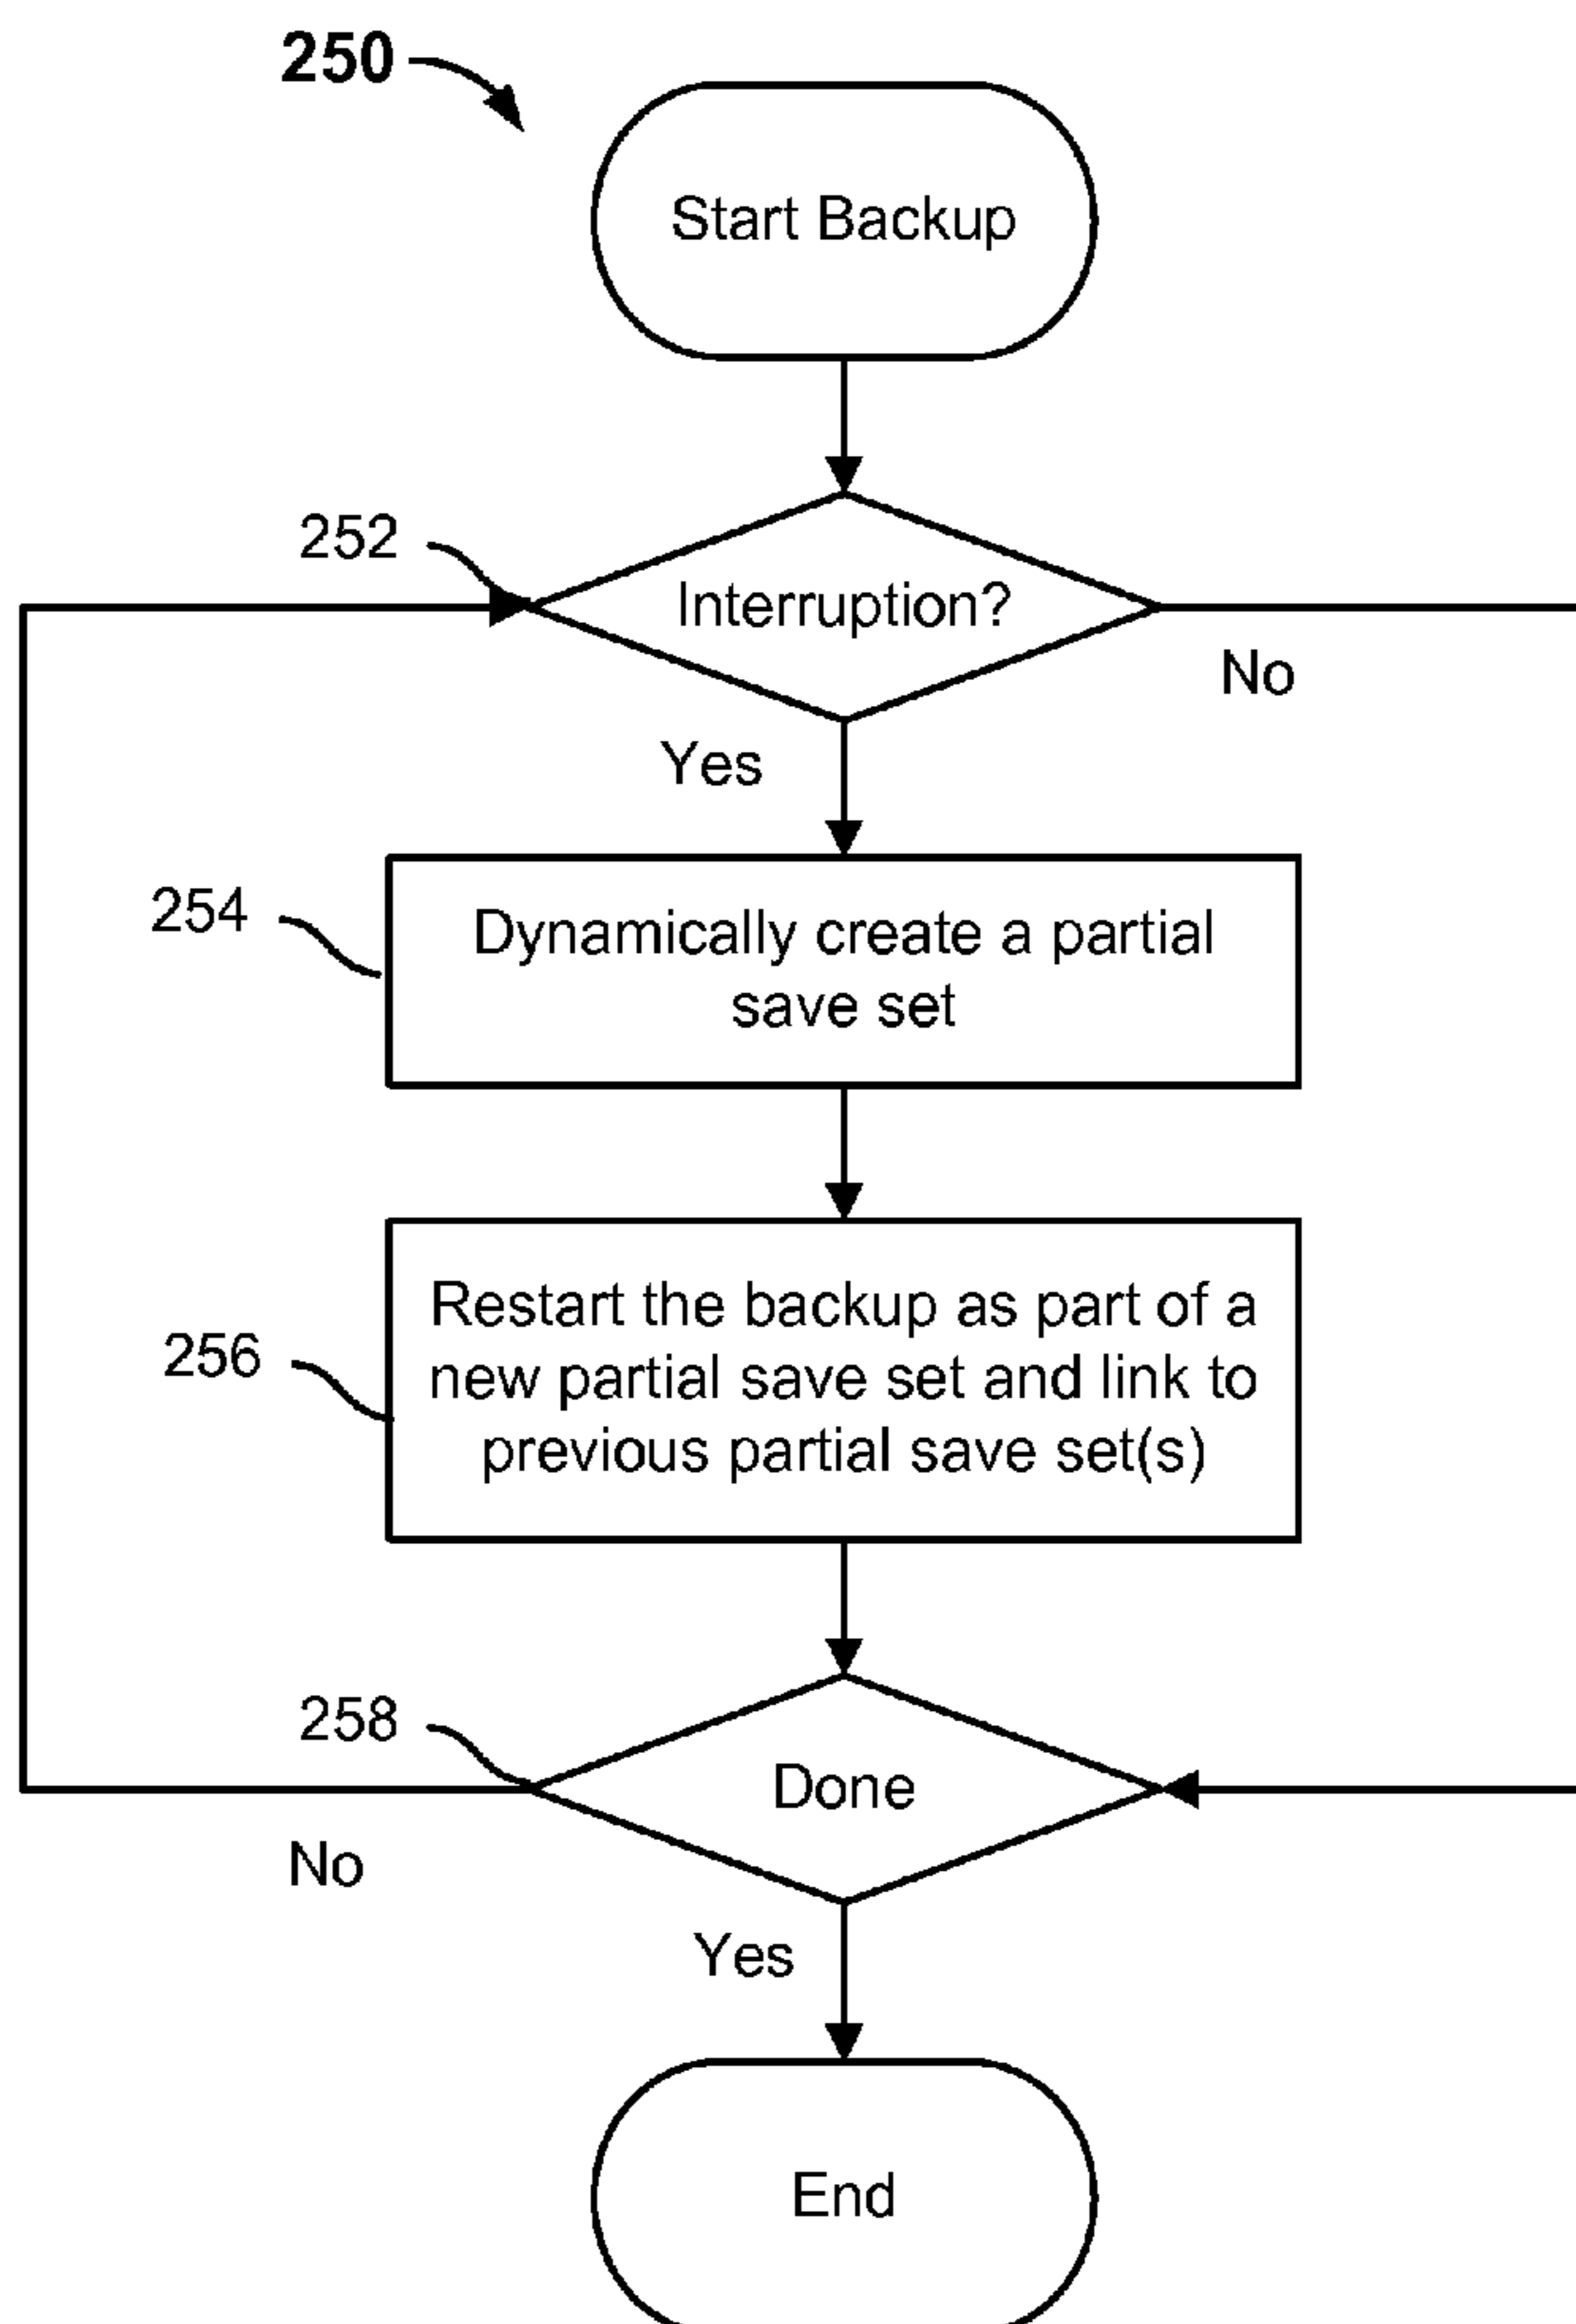 250
Start Backup
252
Interruption?
No
Yes
254
Dynamically create a partial
save set
256
Restart the backup as part of a
new partial save set and link to
previous partial save set(s)
258
Done
No
Yes
End